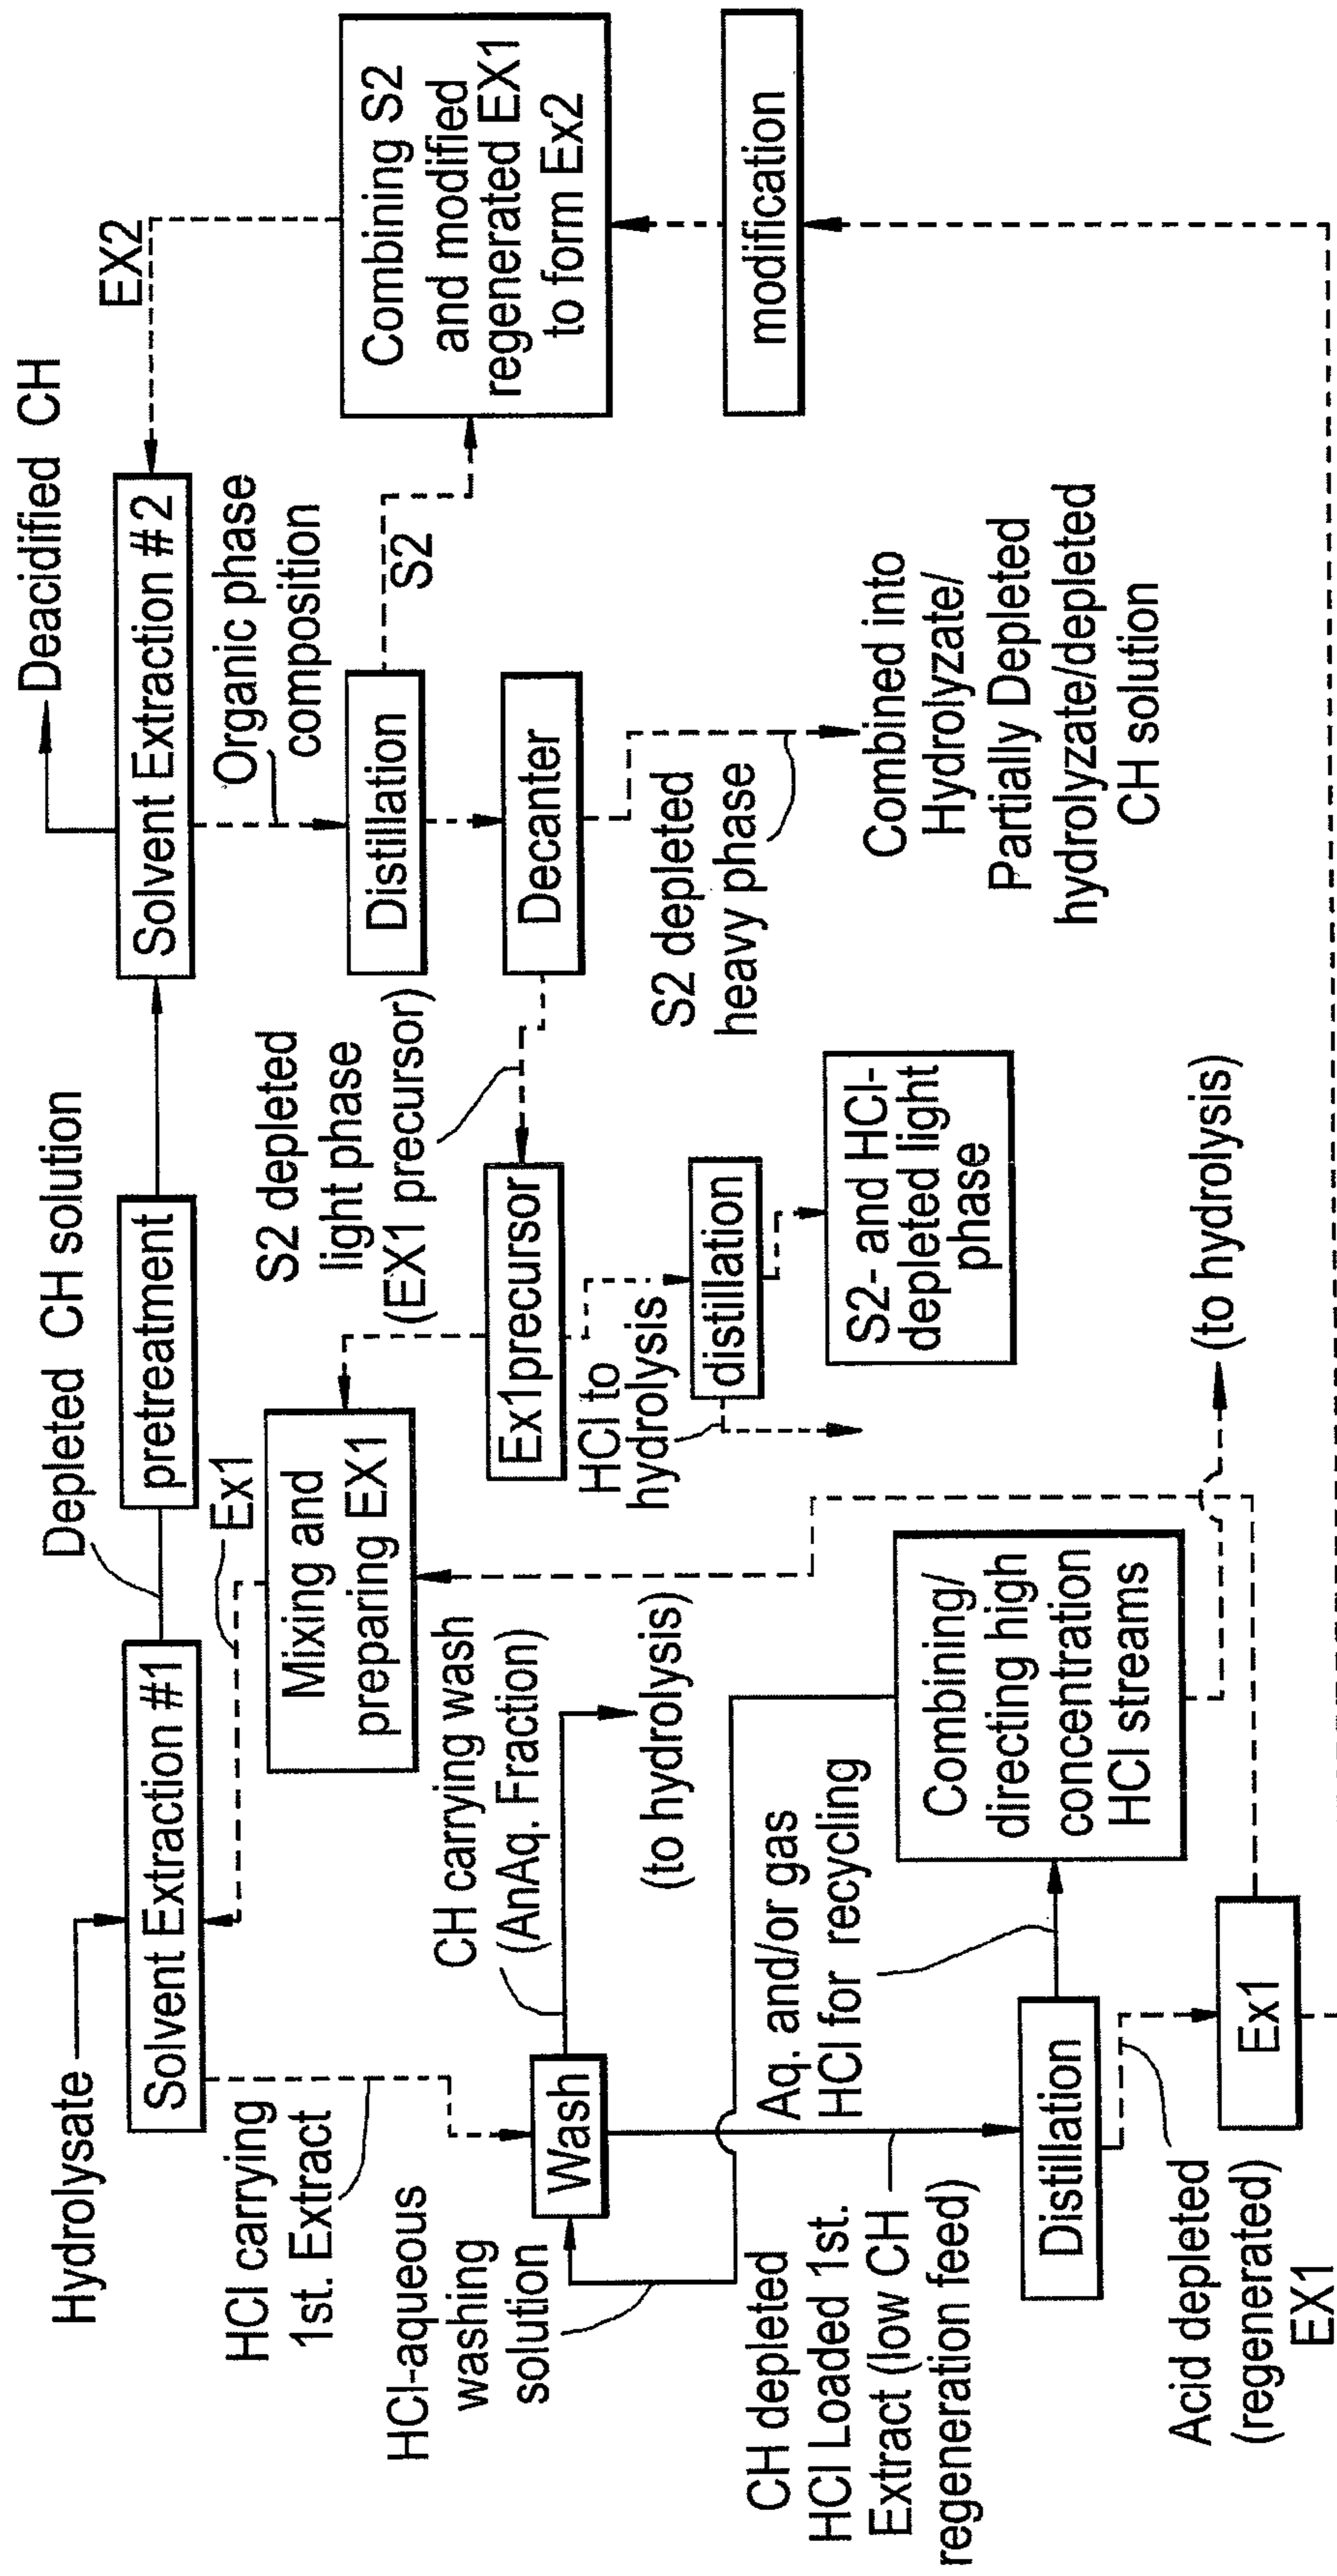 Hydrolysate
Solvent Extraction #1
Depleted CH solution
pretreatment
Solvent Extraction #2
Deacidified CH
EX2
HCl carrying
1st. Extract
Ex1
Mixing and
preparing EX1
S2 depleted
light phase
(EX1 precursor)
Organic phase
composition
Distillation
S2
Combining S2
and modified
regenerated EX1
to form Ex2
HCl-aqueous
washing
solution
Wash
CH carrying wash
(AnAq. Fraction)
(to hydrolysis)
Ex1precursor
HCl to
hydrolysis
distillation
S2- and HCl-
depleted light
phase
Decanter
S2 depleted
heavy phase
Combined into
Hydrolyzate/
Partially Depleted
hydrolyzate/depleted
CH solution
modification
CH depleted
HCl Loaded 1st.
Extract (low CH
regeneration feed)
Aq. and/or gas
HCl for recycling
Combining/
directing high
concentration
HCl streams
(to hydrolysis)
Distillation
Acid depleted
(regenerated)
EX1
Ex1